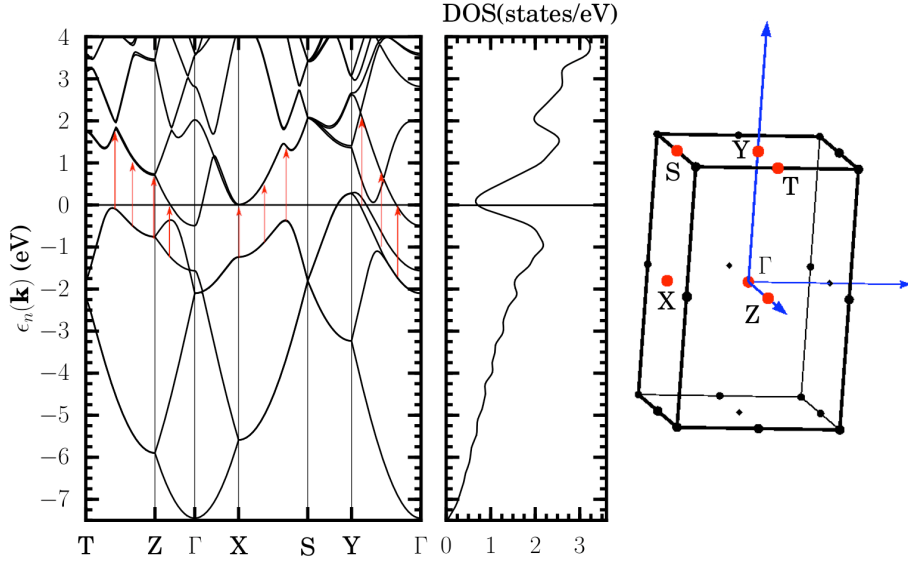 DOS(states/eV)
ϵn(k) (eV)
4
3
2
1
0
−1
−2
−3
−4
−5
−6
−7
T Z Γ X S Y Γ
0 1 2 3
S Y T
X Γ
Z